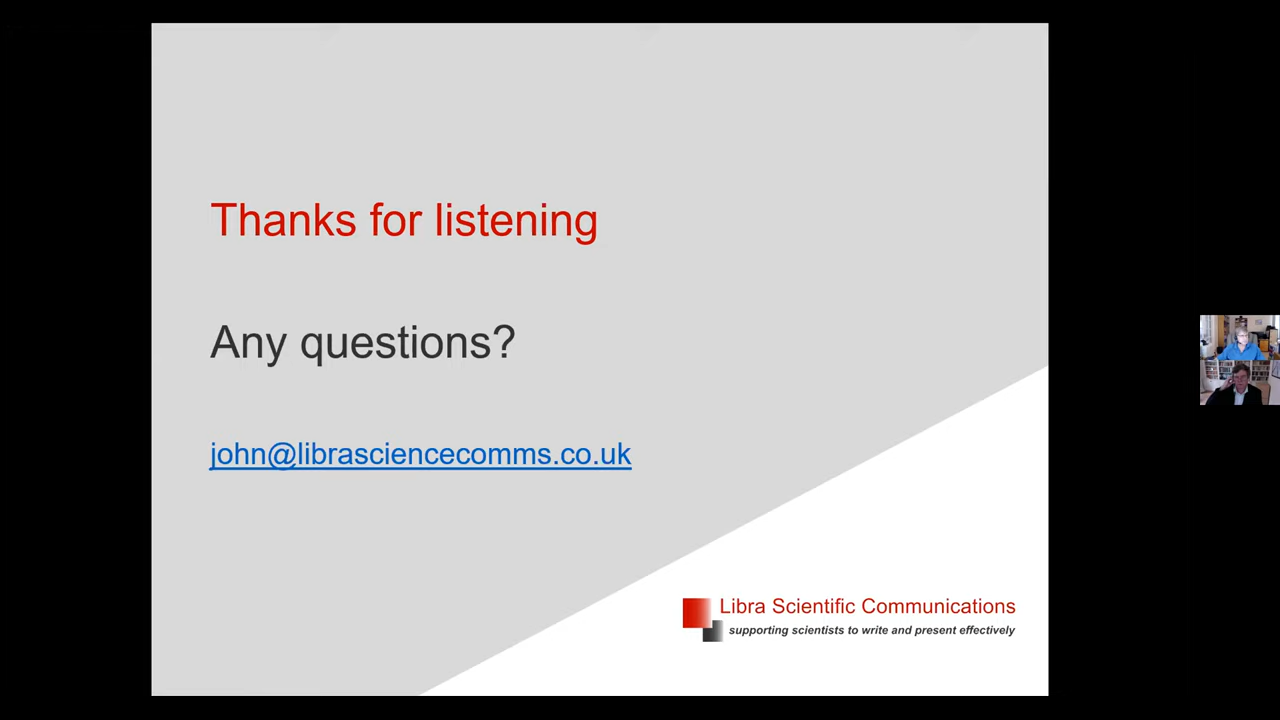 Thanks for listening
Any questions?
john@librasciencecomms.co.uk
Libra Scientific Communications
supporting scientists to write and present effectively